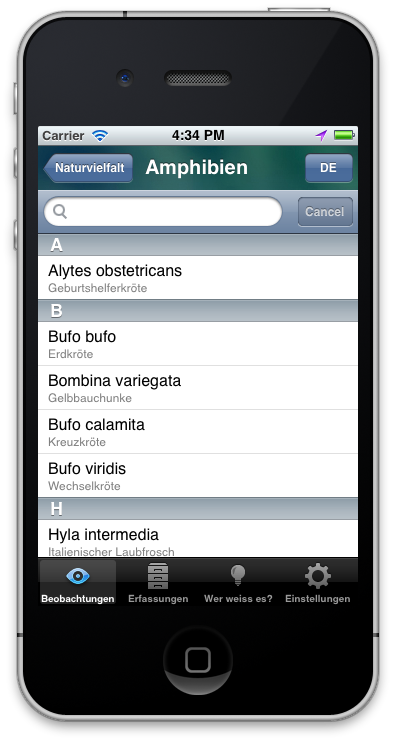 Carrier 4:34 PM
Naturvielfalt Amphibien DE
Cancel
A
Alytes obstetricans
Geburtshelferkröte
B
Bufo bufo
Erdkröte
Bombina variegata
Gelbbauchunke
Bufo calamita
Kreuzkröte
Bufo viridis
Wechselkröte
H
Hyla intermedia
Italienischer Laubfrosch
Beobachtungen Erfassungen Wer weiss es? Einstellungen